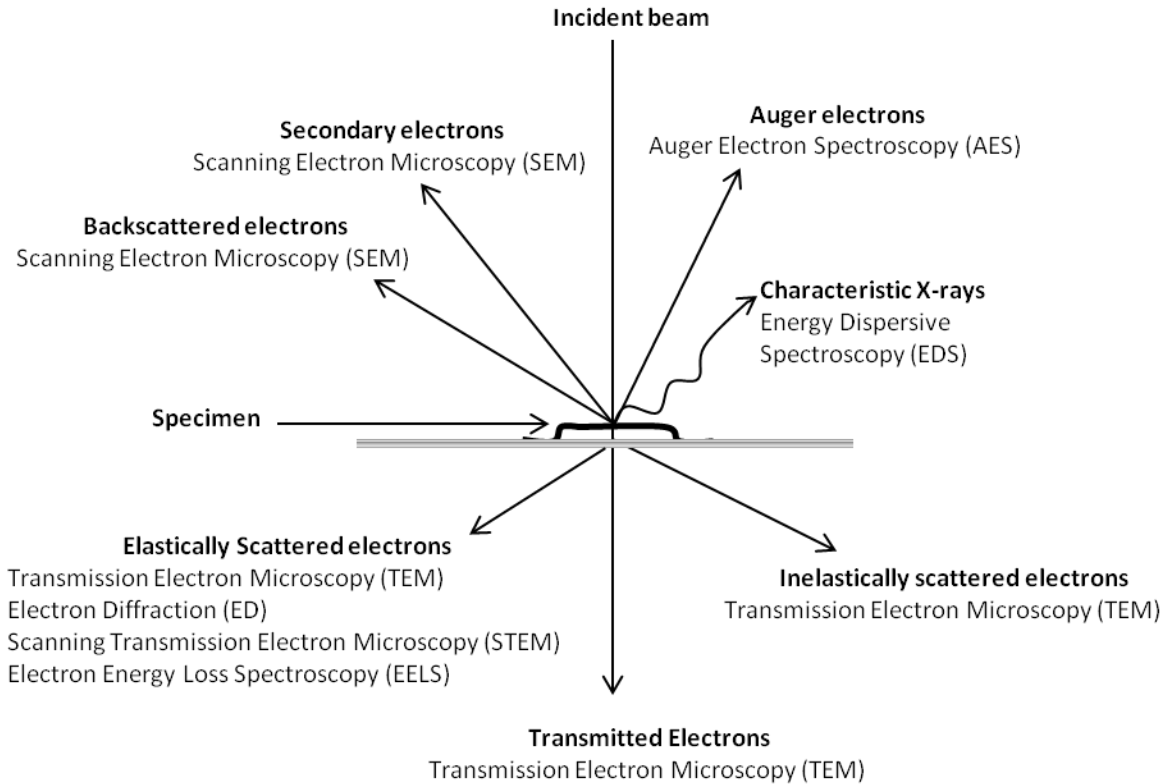 Incident beam
Secondary electrons
Scanning Electron Microscopy (SEM)
Auger electrons
Auger Electron Spectroscopy (AES)
Backscattered electrons
Scanning Electron Microscopy (SEM)
Characteristic X-rays
Energy Dispersive
Spectroscopy (EDS)
Specimen
Elastically Scattered electrons
Transmission Electron Microscopy (TEM)
Electron Diffraction (ED)
Scanning Transmission Electron Microscopy (STEM)
Electron Energy Loss Spectroscopy (EELS)
Inelastically scattered electrons
Transmission Electron Microscopy (TEM)
Transmitted Electrons
Transmission Electron Microscopy (TEM)